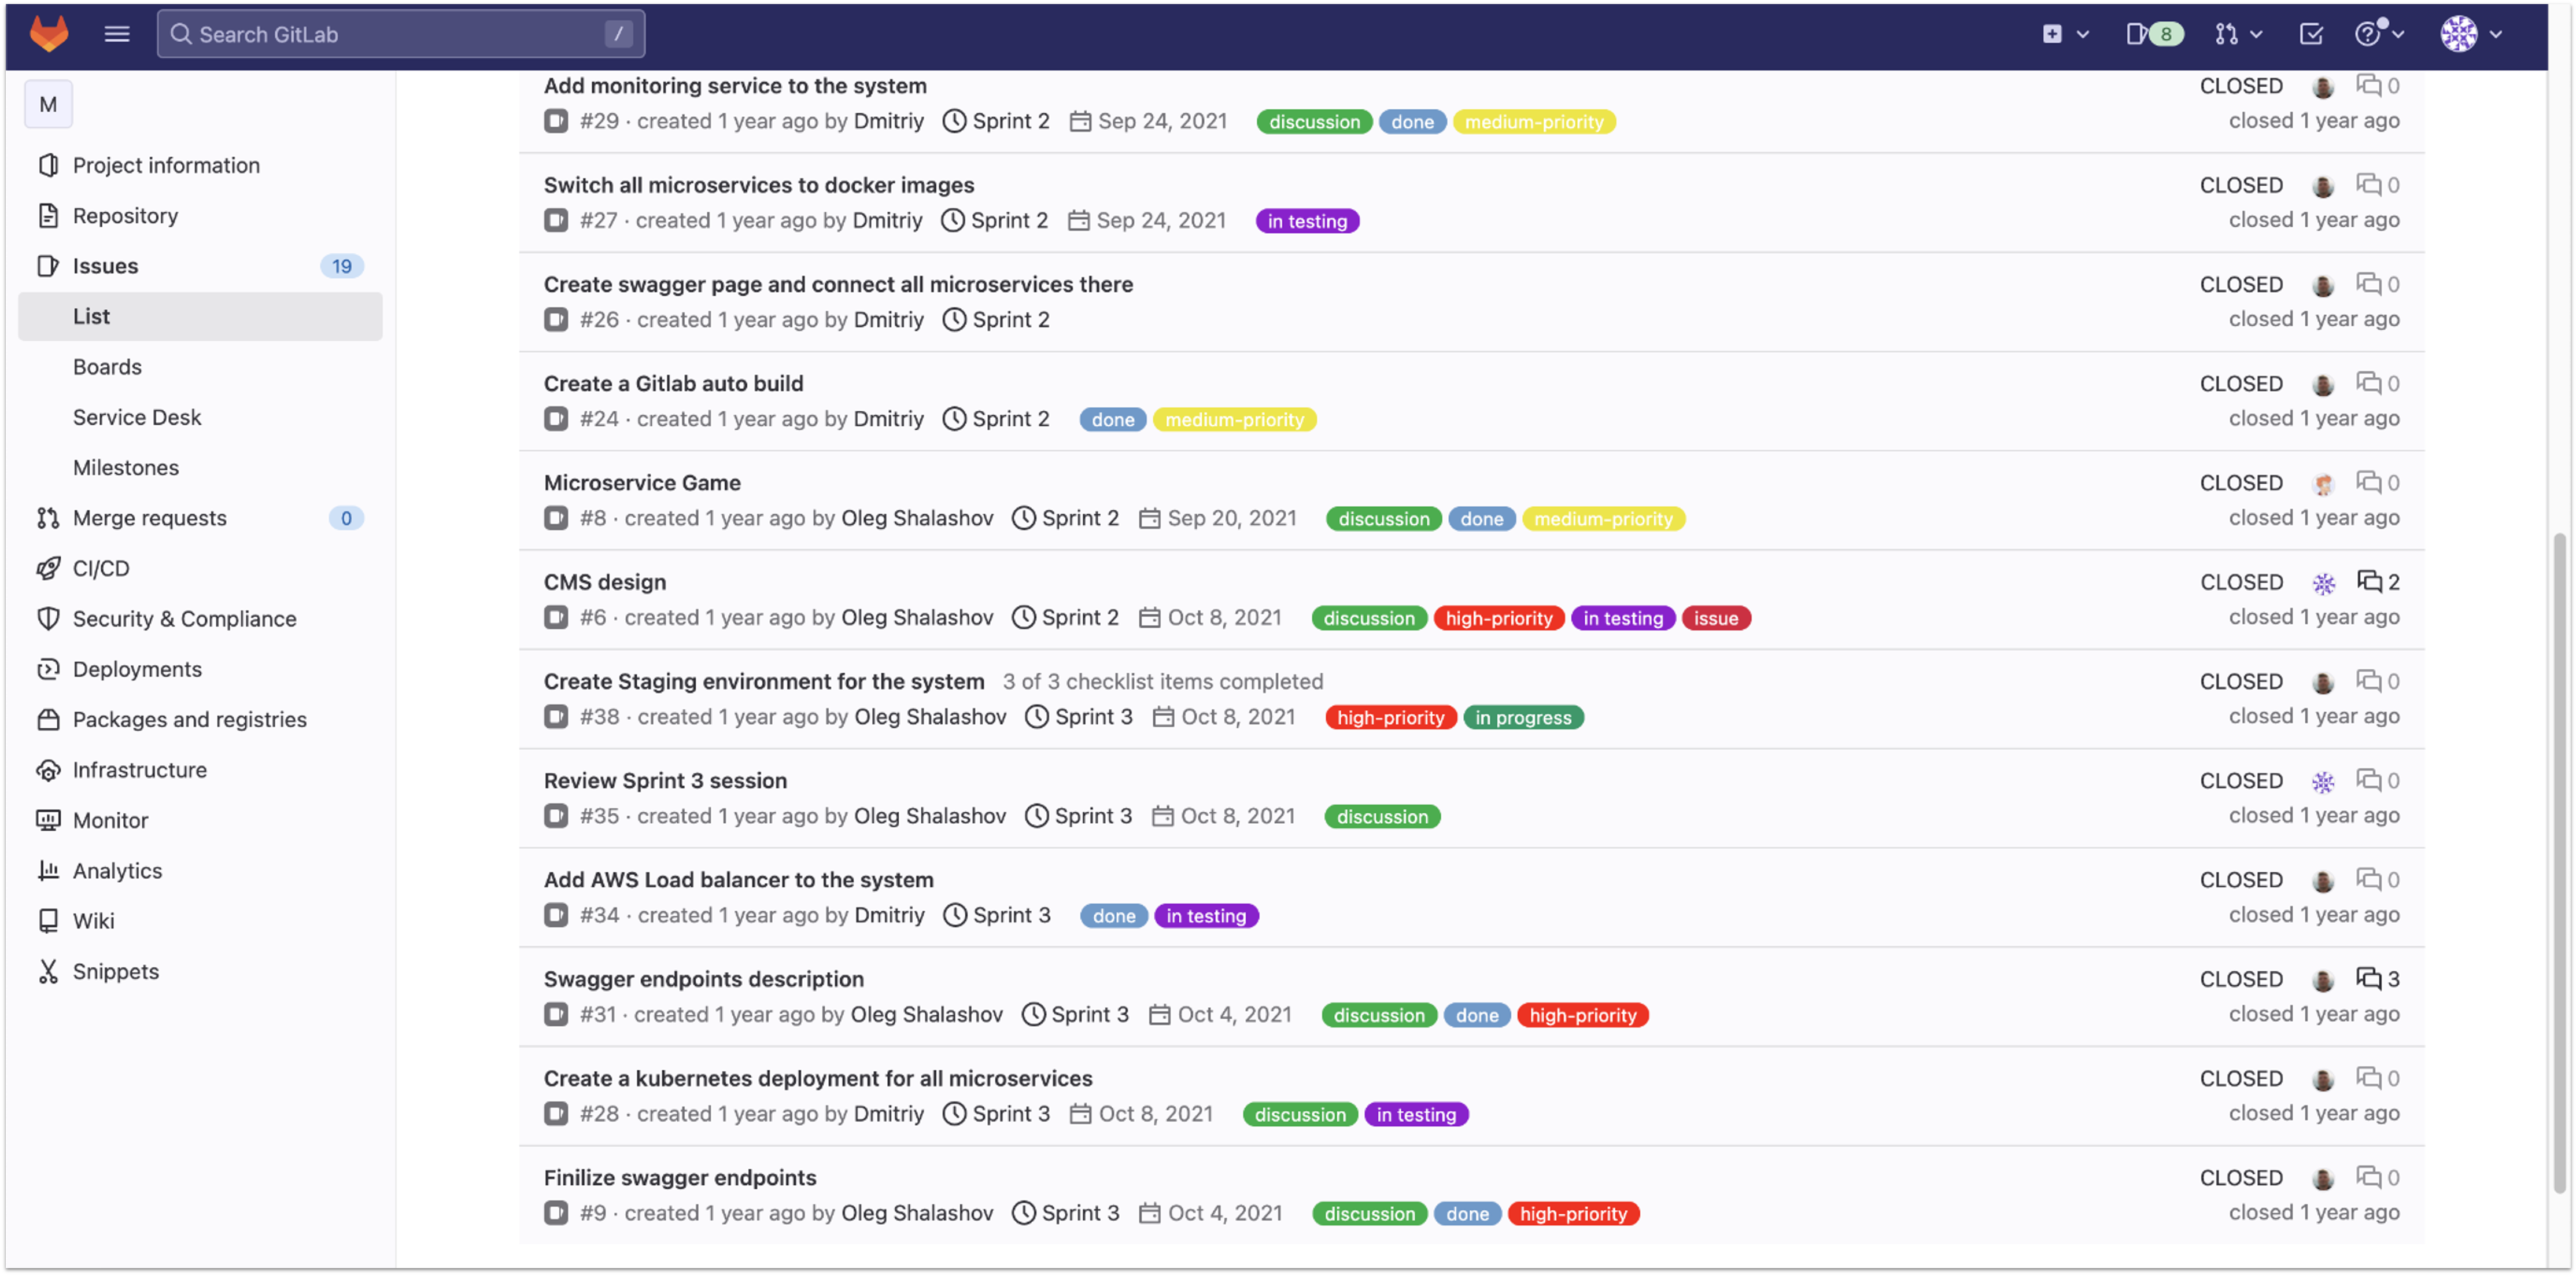 Search GitLab /
8
M
Project information
Repository
Issues 19
List
Boards
Service Desk
Milestones
Merge requests 0
CI/CD
Security & Compliance
Deployments
Packages and registries
Infrastructure
Monitor
Analytics
Wiki
Snippets
Add monitoring service to the system CLOSED 0
#29 · created 1 year ago by Dmitriy Sprint 2 Sep 24, 2021 discussion done medium-priority closed 1 year ago
Switch all microservices to docker images CLOSED 0
#27 · created 1 year ago by Dmitriy Sprint 2 Sep 24, 2021 in testing closed 1 year ago
Create swagger page and connect all microservices there CLOSED 0
#26 · created 1 year ago by Dmitriy Sprint 2 closed 1 year ago
Create a Gitlab auto build CLOSED 0
#24 · created 1 year ago by Dmitriy Sprint 2 done medium-priority closed 1 year ago
Microservice Game CLOSED 0
#8 · created 1 year ago by Oleg Shalashov Sprint 2 Sep 20, 2021 discussion done medium-priority closed 1 year ago
CMS design CLOSED 2
#6 · created 1 year ago by Oleg Shalashov Sprint 2 Oct 8, 2021 discussion high-priority in testing issue closed 1 year ago
Create Staging environment for the system 3 of 3 checklist items completed CLOSED 0
#38 · created 1 year ago by Oleg Shalashov Sprint 3 Oct 8, 2021 high-priority in progress closed 1 year ago
Review Sprint 3 session CLOSED 0
#35 · created 1 year ago by Oleg Shalashov Sprint 3 Oct 8, 2021 discussion closed 1 year ago
Add AWS Load balancer to the system CLOSED 0
#34 · created 1 year ago by Dmitriy Sprint 3 done in testing closed 1 year ago
Swagger endpoints description CLOSED 3
#31 · created 1 year ago by Oleg Shalashov Sprint 3 Oct 4, 2021 discussion done high-priority closed 1 year ago
Create a kubernetes deployment for all microservices CLOSED 0
#28 · created 1 year ago by Dmitriy Sprint 3 Oct 8, 2021 discussion in testing closed 1 year ago
Finilize swagger endpoints CLOSED 0
#9 · created 1 year ago by Oleg Shalashov Sprint 3 Oct 4, 2021 discussion done high-priority closed 1 year ago